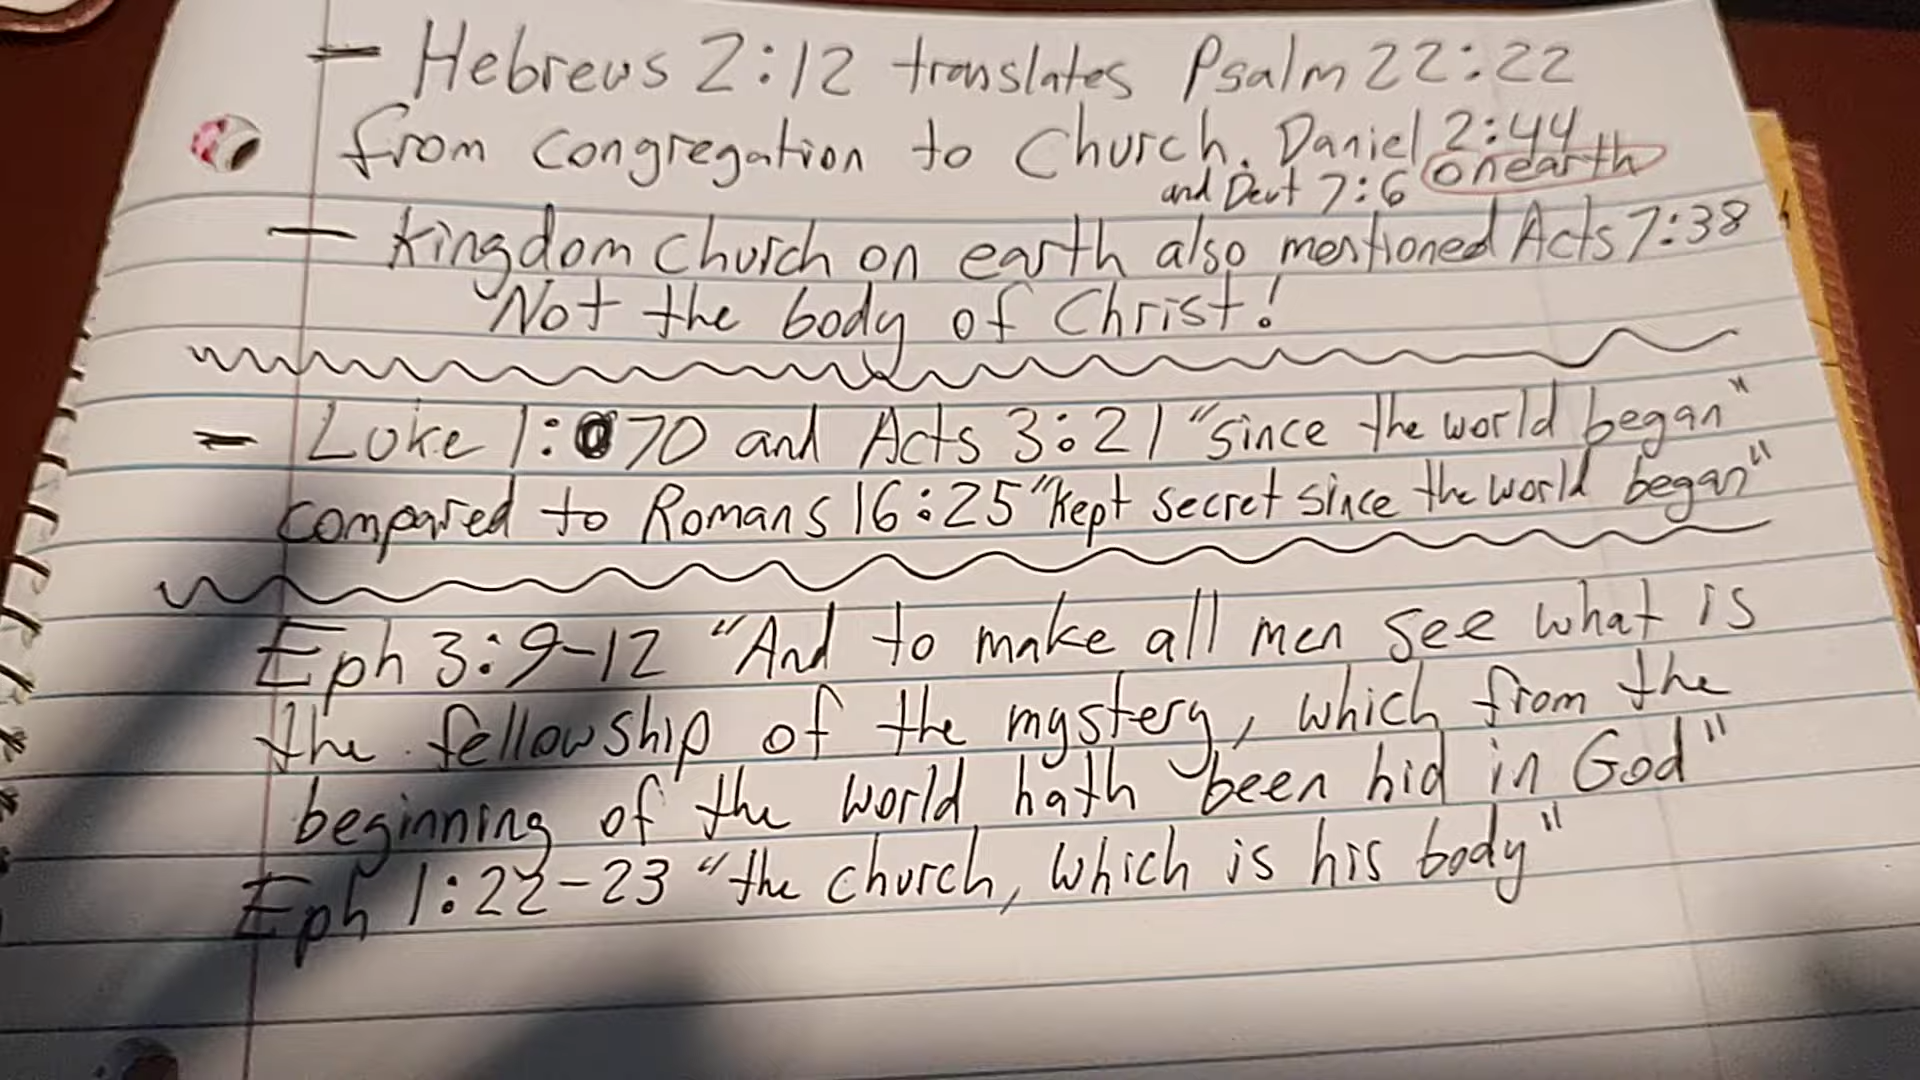 - Hebrews 2:12 translates Psalm 22:22
from congregation to Church. Daniel 2:44
and Deut 7:6 on earth
- Kingdom Church on earth also mentioned Acts 7:38
Not the body of Christ!
- Luke 1:70 and Acts 3:21 "since the world began"
compared to Romans 16:25 "kept secret since the world began"
Eph 3:9-12 "And to make all men see what is
the fellowship of the mystery, which from the
beginning of the world hath been hid in God"
Eph 1:22-23 "the church, which is his body"